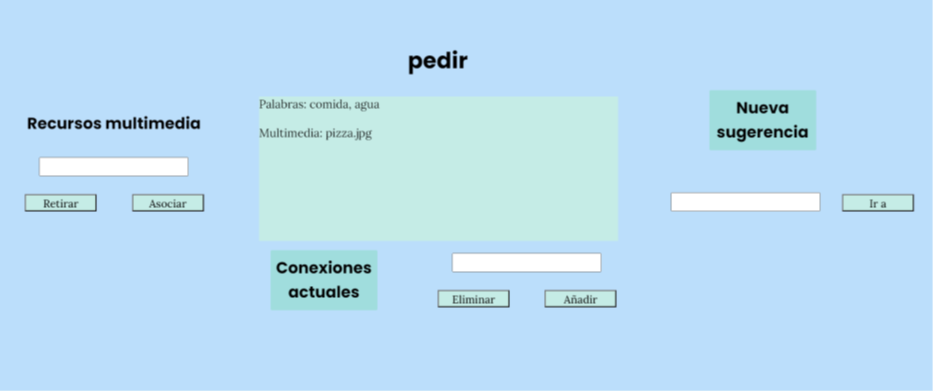 pedir
Recursos multimedia
Retirar
Asociar
Palabras: comida, agua
Multimedia: pizza.jpg
Conexiones
actuales
Eliminar
Añadir
Nueva
sugerencia
Ir a